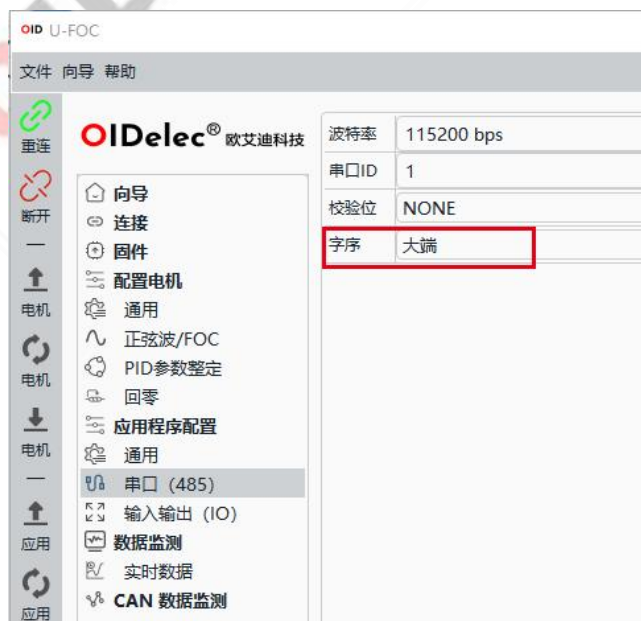 OID U-FOC
文件 向导 帮助
重连
断开
电机
电机
电机
应用
应用
OIDelec® 欧艾迪科技
向导
连接
固件
配置电机
通用
正弦波/FOC
PID参数整定
回零
应用程序配置
通用
串口 (485)
输入输出 (IO)
数据监测
实时数据
CAN 数据监测
波特率 115200 bps
串口ID 1
校验位 NONE
字序 大端